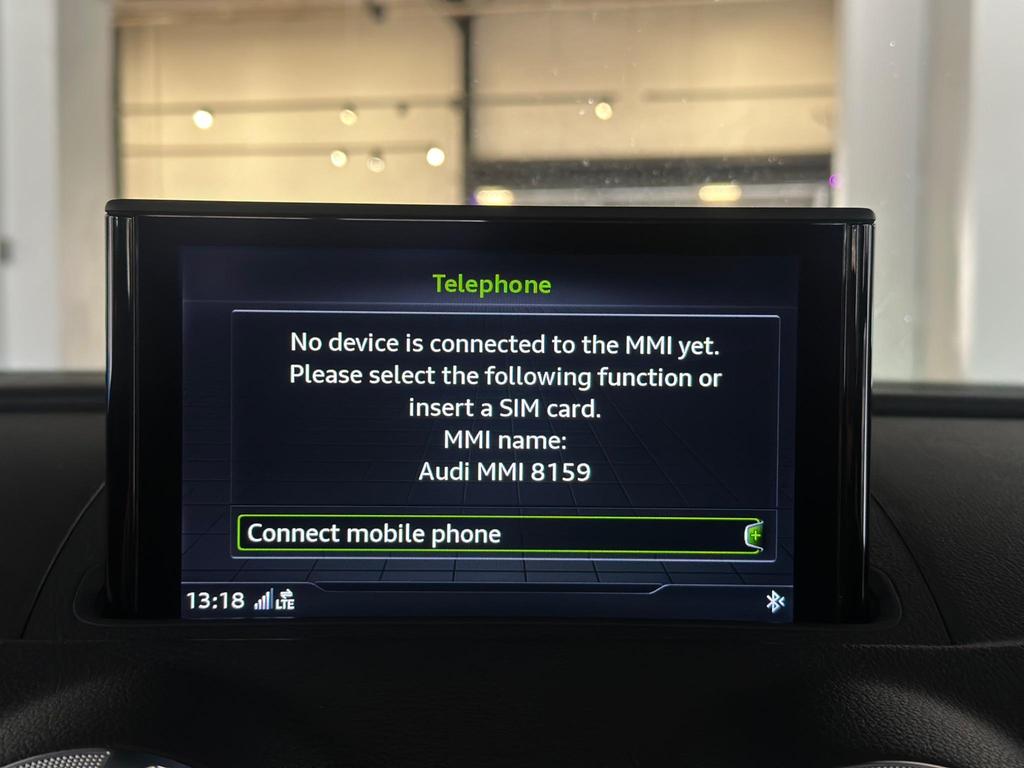 Telephone
No device is connected to the MMI yet.
Please select the following function or
insert a SIM card.
MMI name:
Audi MMI 8159
Connect mobile phone
13:18 LTE